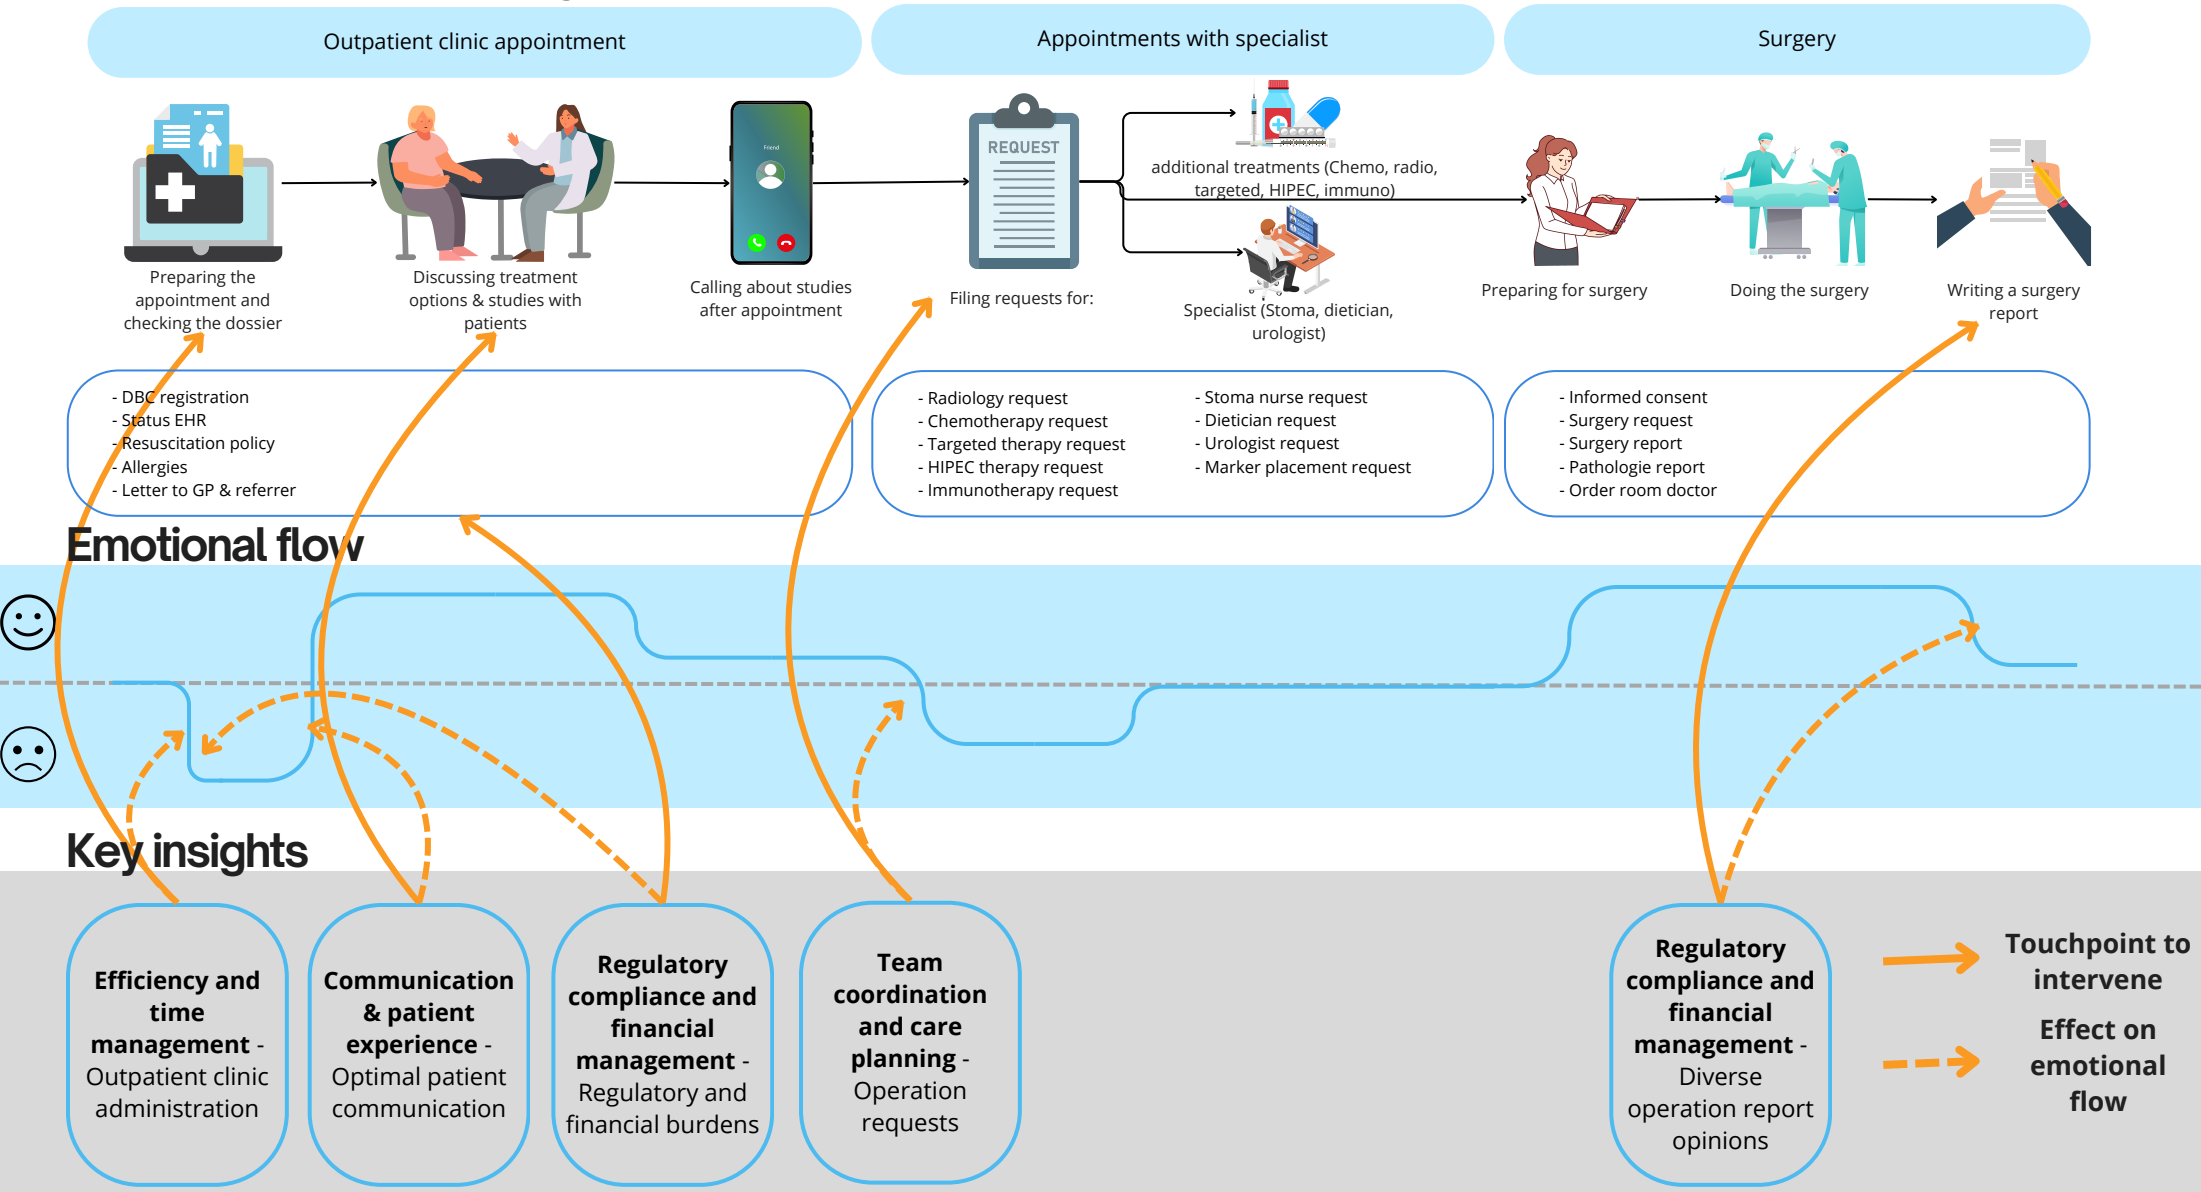 Outpatient clinic appointment
Appointments with specialist
Surgery
REQUEST
Friend
additional treatments (Chemo, radio,
targeted, HIPEC, immuno)
Preparing the
appointment and
checking the dossier
Discussing treatment
options & studies with
patients
Calling about studies
after appointment
Filing requests for:
Specialist (Stoma, dietician,
urologist)
Preparing for surgery
Doing the surgery
Writing a surgery
report
- DBC registration
- Status EHR
- Resuscitation policy
- Allergies
- Letter to GP & referrer
- Radiology request
- Chemotherapy request
- Targeted therapy request
- HIPEC therapy request
- Immunotherapy request
- Stoma nurse request
- Dietician request
- Urologist request
- Marker placement request
- Informed consent
- Surgery request
- Surgery report
- Pathologie report
- Order room doctor
Emotional flow
Key insights
Efficiency and
time
management -
Outpatient clinic
administration
Communication
& patient
experience -
Optimal patient
communication
Regulatory
compliance and
financial
management -
Regulatory and
financial burdens
Team
coordination
and care
planning -
Operation
requests
Regulatory
compliance and
financial
management -
Diverse
operation report
opinions
Touchpoint to
intervene
Effect on
emotional
flow